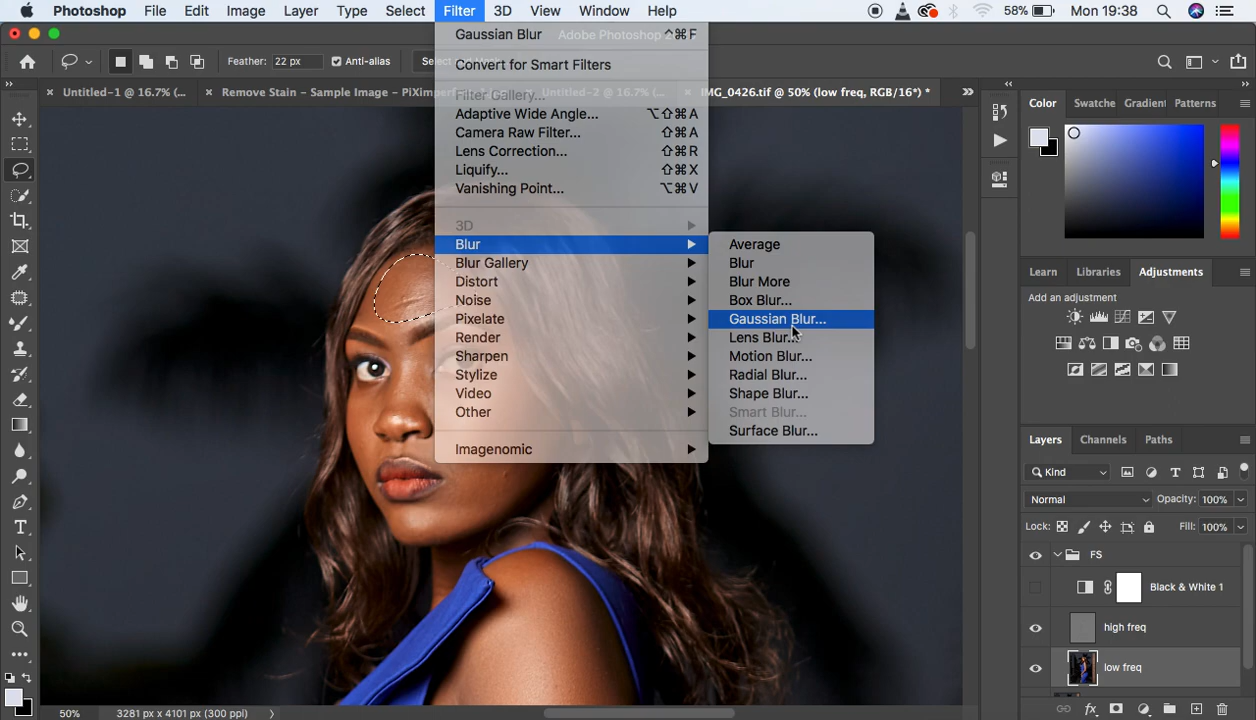 Photoshop File Edit Image Layer Type Select Filter 3D View Window Help 58% Mon 19:38
Gaussian Blur ⌃⌘F
Adobe Photoshop 2
Feather: 22 px Anti-alias
Convert for Smart Filters
Untitled-1 @ 16.7% (... Remove Stain – Sample Image – PiXimperfe Untitled-2 @ 16.7% (... IMG_0426.tif @ 50% (low freq, RGB/16*) *
Filter Gallery...
Adaptive Wide Angle... ⌥⇧⌘A
Camera Raw Filter... ⇧⌘A
Lens Correction... ⇧⌘R
Liquify... ⇧⌘X
Vanishing Point... ⌥⌘V
3D
Blur
Blur Gallery
Distort
Noise
Pixelate
Render
Sharpen
Stylize
Video
Other
Imagenomic
Average
Blur
Blur More
Box Blur...
Gaussian Blur...
Lens Blur...
Motion Blur...
Radial Blur...
Shape Blur...
Smart Blur...
Surface Blur...
Color Swatche Gradient Patterns
Learn Libraries Adjustments
Add an adjustment
Layers Channels Paths
Kind
Normal Opacity: 100%
Lock: Fill: 100%
FS
Black & White 1
high freq
low freq
50% 3281 px x 4101 px (300 ppi)